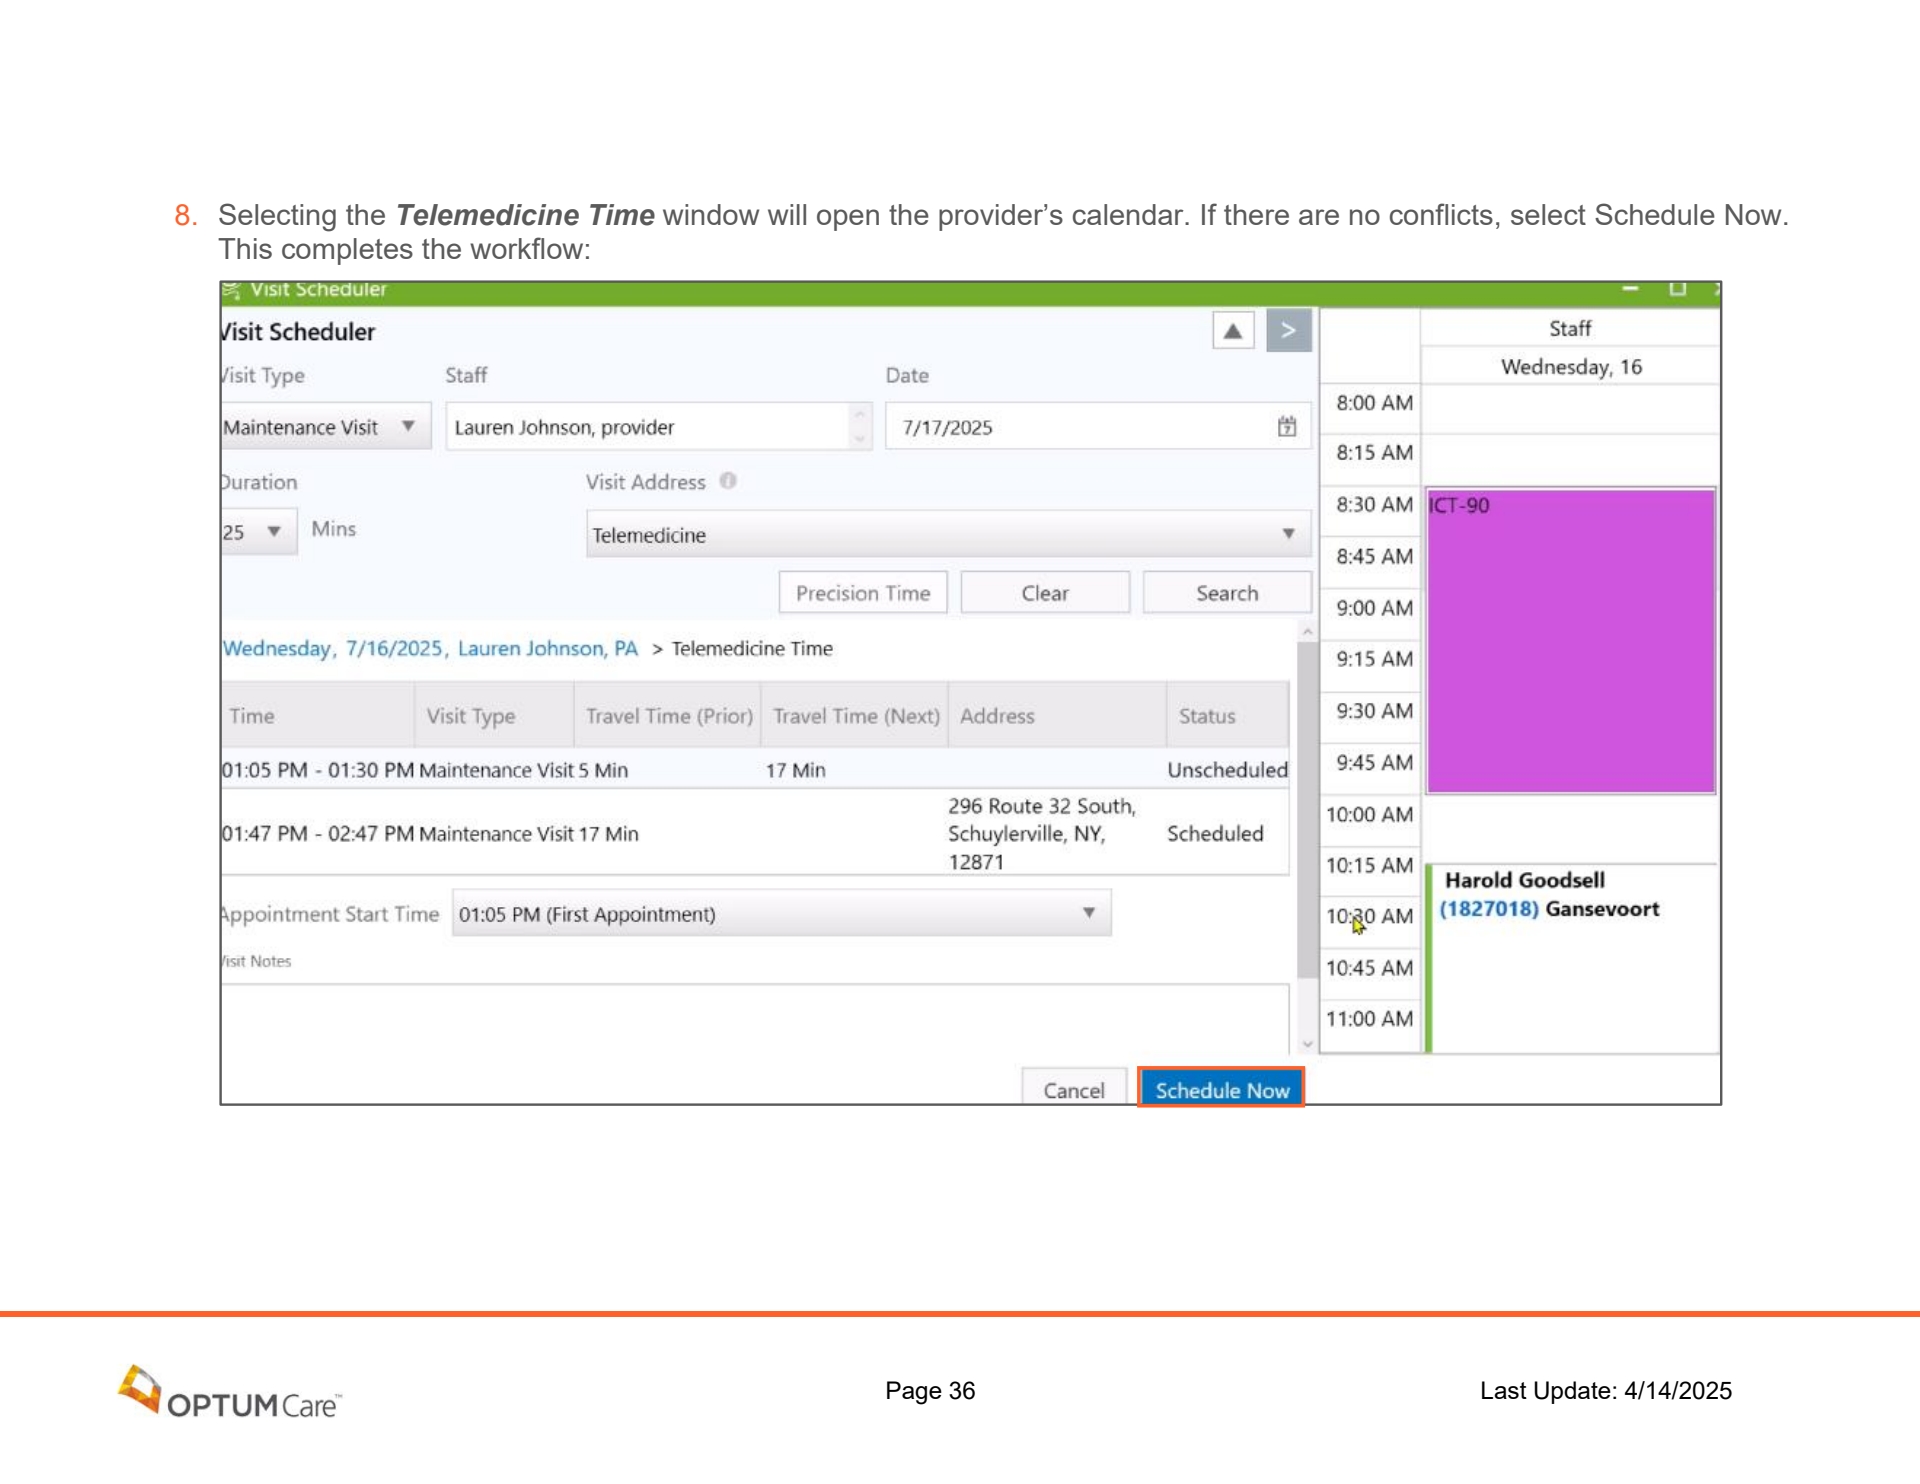 8. Selecting the Telemedicine Time window will open the provider's calendar. If there are no conflicts, select Schedule Now.
This completes the workflow:
Visit Scheduler
Visit Scheduler
Visit Type
Staff
Date
Maintenance Visit
Lauren Johnson, provider
7/17/2025
7
Duration
Visit Address
25
Mins
Telemedicine
Precision Time
Clear
Search
Wednesday, 7/16/2025, Lauren Johnson, PA > Telemedicine Time
Time
Visit Type
Travel Time (Prior)
Travel Time (Next)
Address
Status
01:05 PM - 01:30 PM Maintenance Visit 5 Min 17 Min Unscheduled
296 Route 32 South,
01:47 PM - 02:47 PM Maintenance Visit 17 Min Schuylerville, NY, Scheduled
12871
Appointment Start Time
01:05 PM (First Appointment)
Visit Notes
Cancel
Schedule Now
Staff
Wednesday, 16
8:00 AM
8:15 AM
8:30 AM
ICT-90
8:45 AM
9:00 AM
9:15 AM
9:30 AM
9:45 AM
10:00 AM
10:15 AM
Harold Goodsell
(1827018) Gansevoort
10:30 AM
10:45 AM
11:00 AM
OPTUMCare™
Page 36
Last Update: 4/14/2025